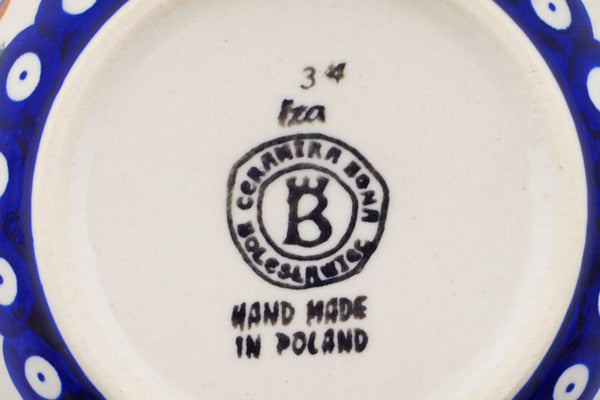 34
Iza
CERAMIKA BONA
BOLESŁAWIEC
B
HAND MADE
IN POLAND